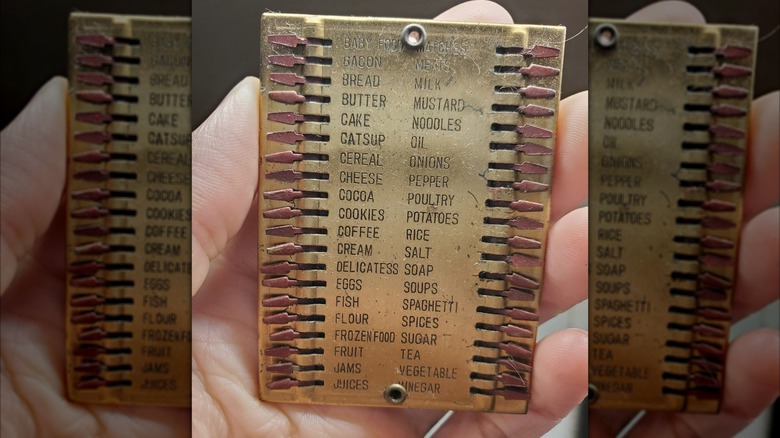 BABY FOO
BACON
BREAD
BUTTER
CAKE
CATSUP
CEREAL
CHEESE
COCOA
COOKIES
COFFEE
CREAM
DELICATESS
EGGS
FISH
FLOUR
FROZEN FOOD
FRUIT
JAMS
JUICES
MATCHES
MEATS
MILK
MUSTARD
NOODLES
OIL
ONIONS
PEPPER
POULTRY
POTATOES
RICE
SALT
SOAP
SOUPS
SPAGHETTI
SPICES
SUGAR
TEA
VEGETABLE
VINEGAR